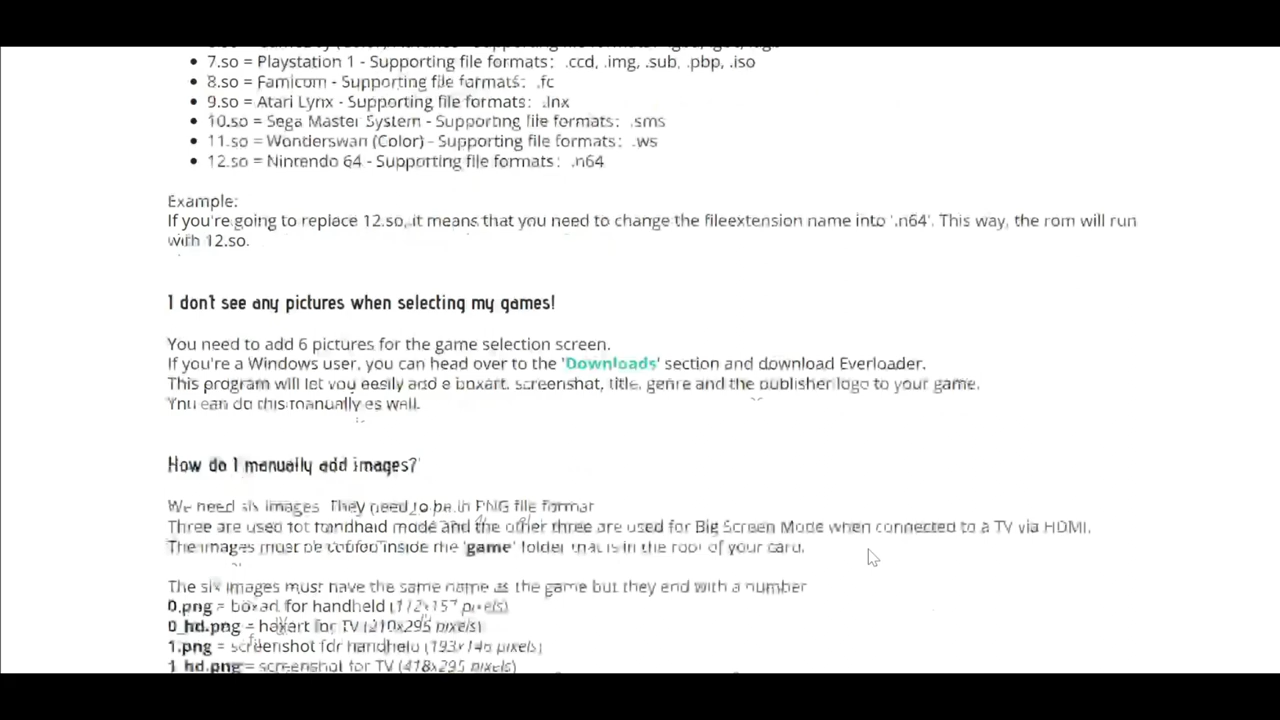 7.so = Playstation 1 - Supporting file formats: .ccd, .img, .sub, .pbp, .iso
8.so = Famicom - Supporting file formats: .fc
9.so = Atari Lynx - Supporting file formats: .lnx
10.so = Sega Master System - Supporting file formats: .sms
11.so = Wonderswan (Color) - Supporting file formats: .ws
12.so = Ninrendo 64 - Supporting file formats: .n64
Example:
If you're going to replace 12.so, it means that you need to change the fileextension name into '.n64'. This way, the rom will run
with 12.so.
I don't see any pictures when selecting my games!
You need to add 6 pictures for the game selection screen.
If you're a Windows user, you can head over to the 'Downloads' section and download Everloader.
This program will let you easily add a boxart, screenshot, title, genre and the publisher logo to your game.
You can do this manually as well.
How do I manually add images?
We need six images. They need to be in PNG file format
Three are used for handheld mode and the other three are used for Big Screen Mode when connected to a TV via HDMI.
The images must be copied inside the 'game' folder that is in the root of your card.
The six images must have the same name as the game but they end with a number
0.png = boxart for handheld (112x157 pixels)
0_hd.png = boxart for TV (210x295 pixels)
1.png = screenshot for handheld (193x146 pixels)
1_hd.png = screenshot for TV (418x295 pixels)